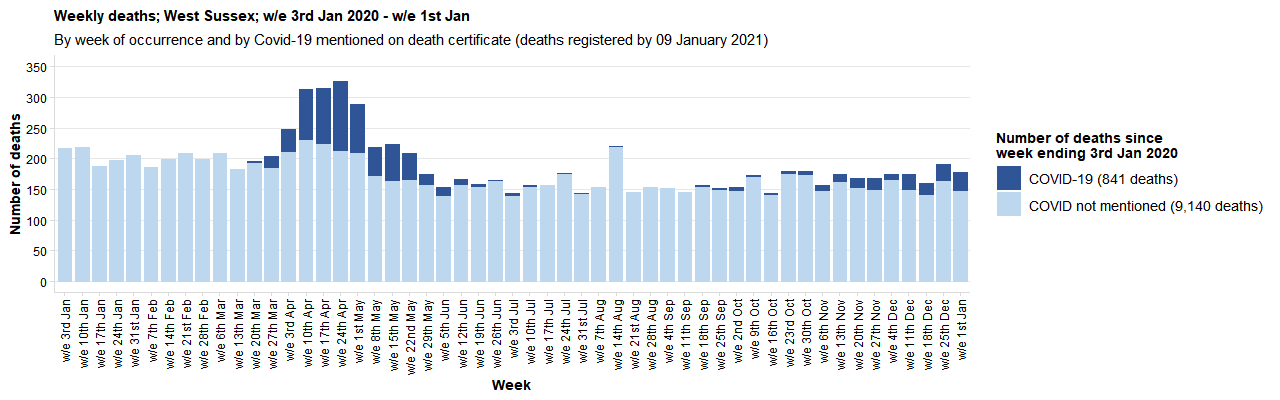 Weekly deaths; West Sussex; w/e 3rd Jan 2020 - w/e 1st Jan
By week of occurrence and by Covid-19 mentioned on death certificate (deaths registered by 09 January 2021)
Number of deaths
350
300
250
200
150
100
50
0
w/e 3rd Jan
w/e 10th Jan
w/e 17th Jan
w/e 24th Jan
w/e 31st Jan
w/e 7th Feb
w/e 14th Feb
w/e 21st Feb
w/e 28th Feb
w/e 6th Mar
w/e 13th Mar
w/e 20th Mar
w/e 27th Mar
w/e 3rd Apr
w/e 10th Apr
w/e 17th Apr
w/e 24th Apr
w/e 1st May
w/e 8th May
w/e 15th May
w/e 22nd May
w/e 29th May
w/e 5th Jun
w/e 12th Jun
w/e 19th Jun
w/e 26th Jun
w/e 3rd Jul
w/e 10th Jul
w/e 17th Jul
w/e 24th Jul
w/e 31st Jul
w/e 7th Aug
w/e 14th Aug
w/e 21st Aug
w/e 28th Aug
w/e 4th Sep
w/e 11th Sep
w/e 18th Sep
w/e 25th Sep
w/e 2nd Oct
w/e 9th Oct
w/e 16th Oct
w/e 23rd Oct
w/e 30th Oct
w/e 6th Nov
w/e 13th Nov
w/e 20th Nov
w/e 27th Nov
w/e 4th Dec
w/e 11th Dec
w/e 18th Dec
w/e 25th Dec
w/e 1st Jan
Week
Number of deaths since
week ending 3rd Jan 2020
COVID-19 (841 deaths)
COVID not mentioned (9,140 deaths)